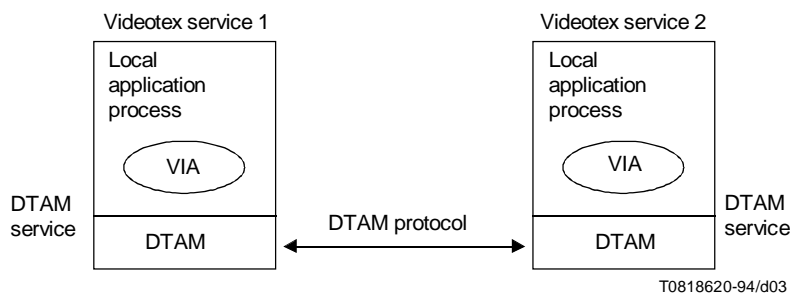 Videotex service 1
Videotex service 2
Local
application
process
VIA
DTAM
service
DTAM
DTAM protocol
Local
application
process
VIA
DTAM
DTAM
service
T0818620-94/d03